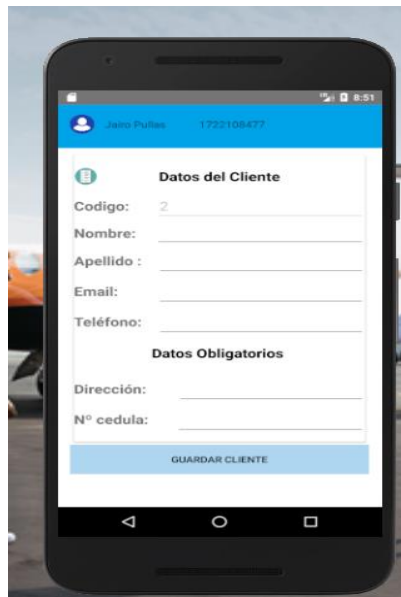 8:51
Jairo Pullas 1722108477
Datos del Cliente
Codigo: 2
Nombre:
Apellido :
Email:
Teléfono:
Datos Obligatorios
Dirección:
Nº cedula:
GUARDAR CLIENTE